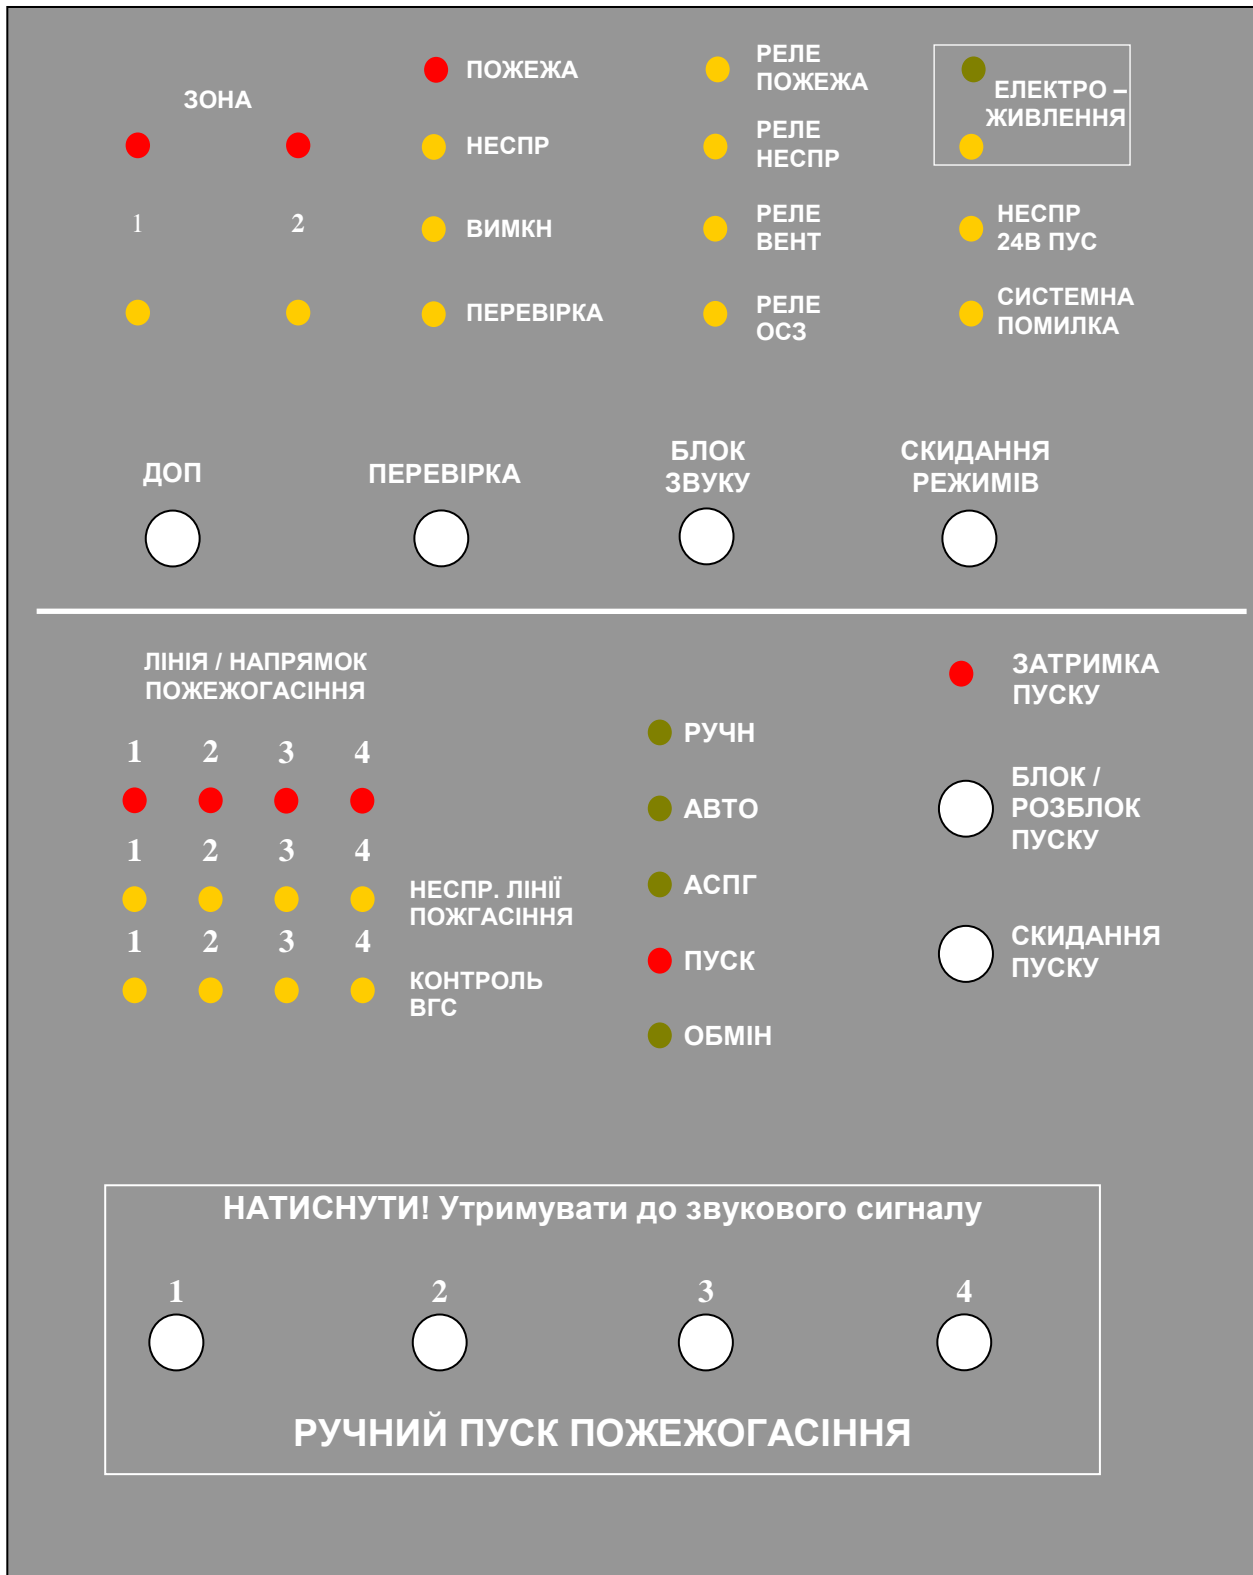 ЗОНА
1 2
ПОЖЕЖА
НЕСПР
ВИМКН
ПЕРЕВІРКА
РЕЛЕ
ПОЖЕЖА
РЕЛЕ
НЕСПР
РЕЛЕ
ВЕНТ
РЕЛЕ
ОСЗ
ЕЛЕКТРО –
ЖИВЛЕННЯ
НЕСПР
24В ПУС
СИСТЕМНА
ПОМИЛКА
ДОП
ПЕРЕВІРКА
БЛОК
ЗВУКУ
СКИДАННЯ
РЕЖИМІВ
ЛІНІЯ / НАПРЯМОК
ПОЖЕЖОГАСІННЯ
1 2 3 4
1 2 3 4
НЕСПР. ЛІНІЇ
ПОЖГАСІННЯ
1 2 3 4
КОНТРОЛЬ
ВГС
РУЧН
АВТО
АСПГ
ПУСК
ОБМІН
ЗАТРИМКА
ПУСКУ
БЛОК /
РОЗБЛОК
ПУСКУ
СКИДАННЯ
ПУСКУ
НАТИСНУТИ! Утримувати до звукового сигналу
1 2 3 4
РУЧНИЙ ПУСК ПОЖЕЖОГАСІННЯ